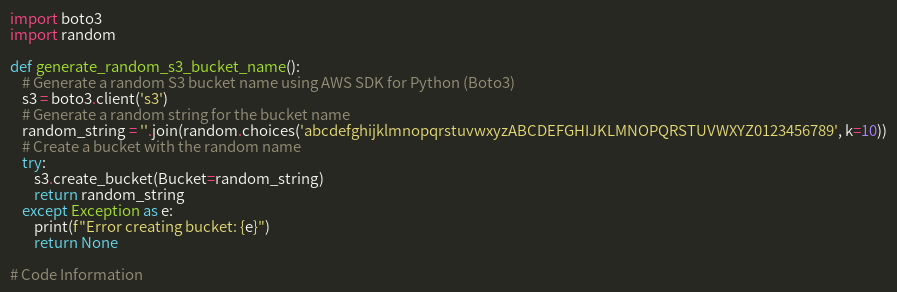 import boto3
import random
def generate_random_s3_bucket_name():
# Generate a random S3 bucket name using AWS SDK for Python (Boto3)
s3 = boto3.client('s3')
# Generate a random string for the bucket name
random_string = ''.join(random.choices('abcdefghijklmnopqrstuvwxyzABCDEFGHIJKLMNOPQRSTUVWXYZ0123456789', k=10))
# Create a bucket with the random name
try:
s3.create_bucket(Bucket=random_string)
return random_string
except Exception as e:
print(f"Error creating bucket: {e}")
return None
# Code Information